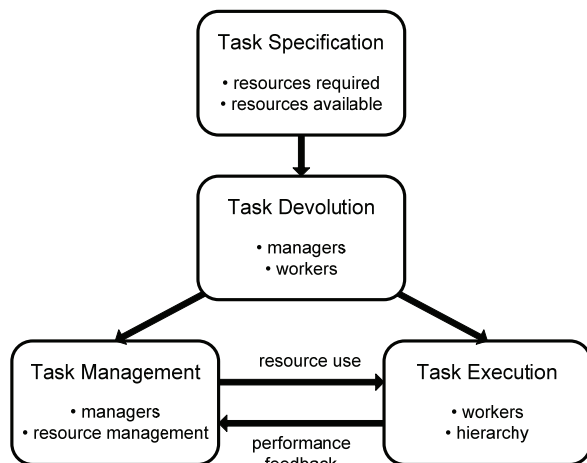 Task Specification
• resources required
• resources available
Task Devolution
• managers
• workers
Task Management
• managers
• resource management
resource use
performance
feedback
Task Execution
• workers
• hierarchy